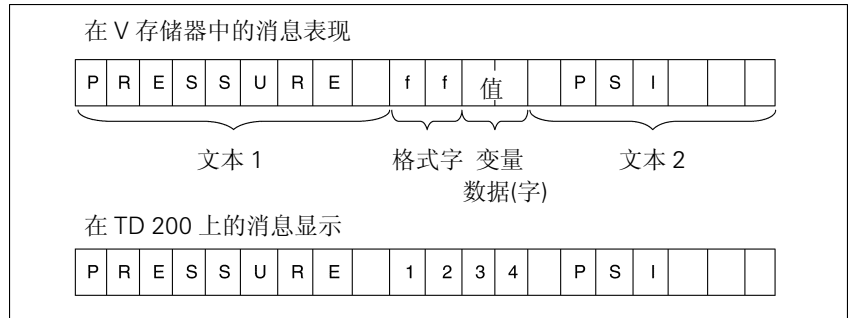 在 V 存储器中的消息表现
P R E S S U R E f f 值 P S I
文本 1 格式字 变量 文本 2
数据(字)
在 TD 200 上的消息显示
P R E S S U R E 1 2 3 4 P S I